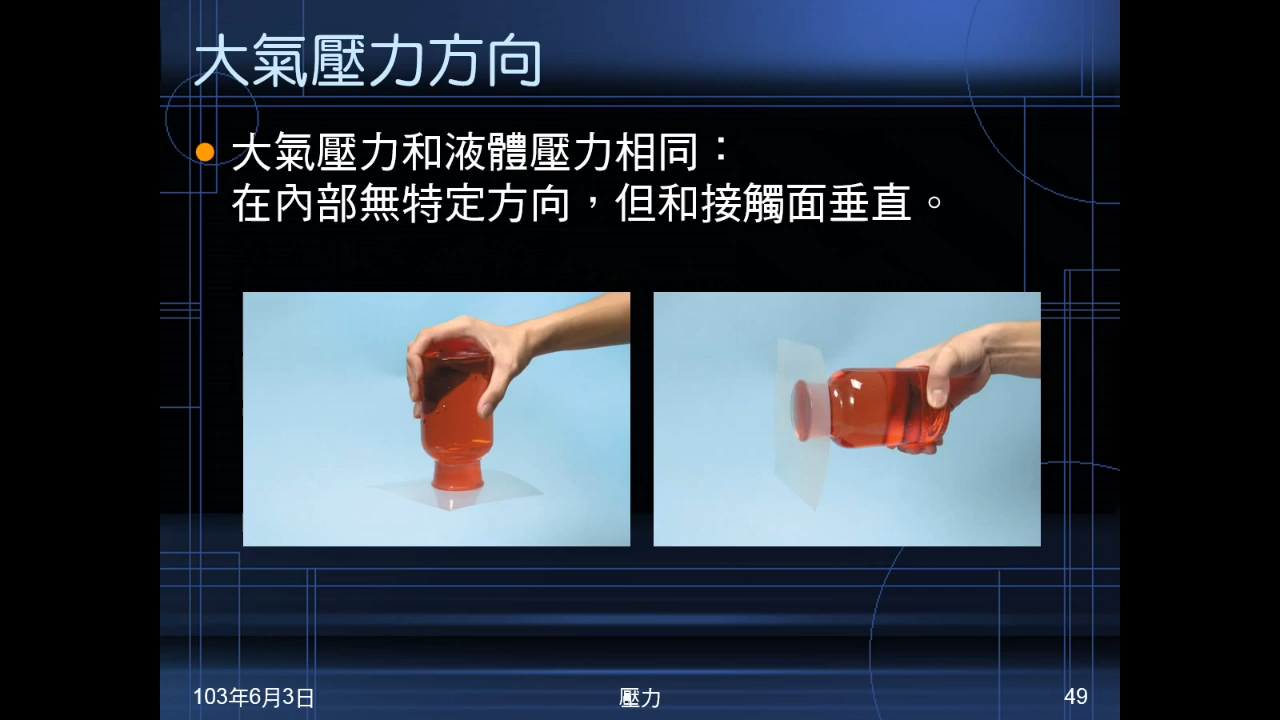 大氣壓力方向
大氣壓力和液體壓力相同：
在內部無特定方向，但和接觸面垂直。
103年6月3日
壓力
49